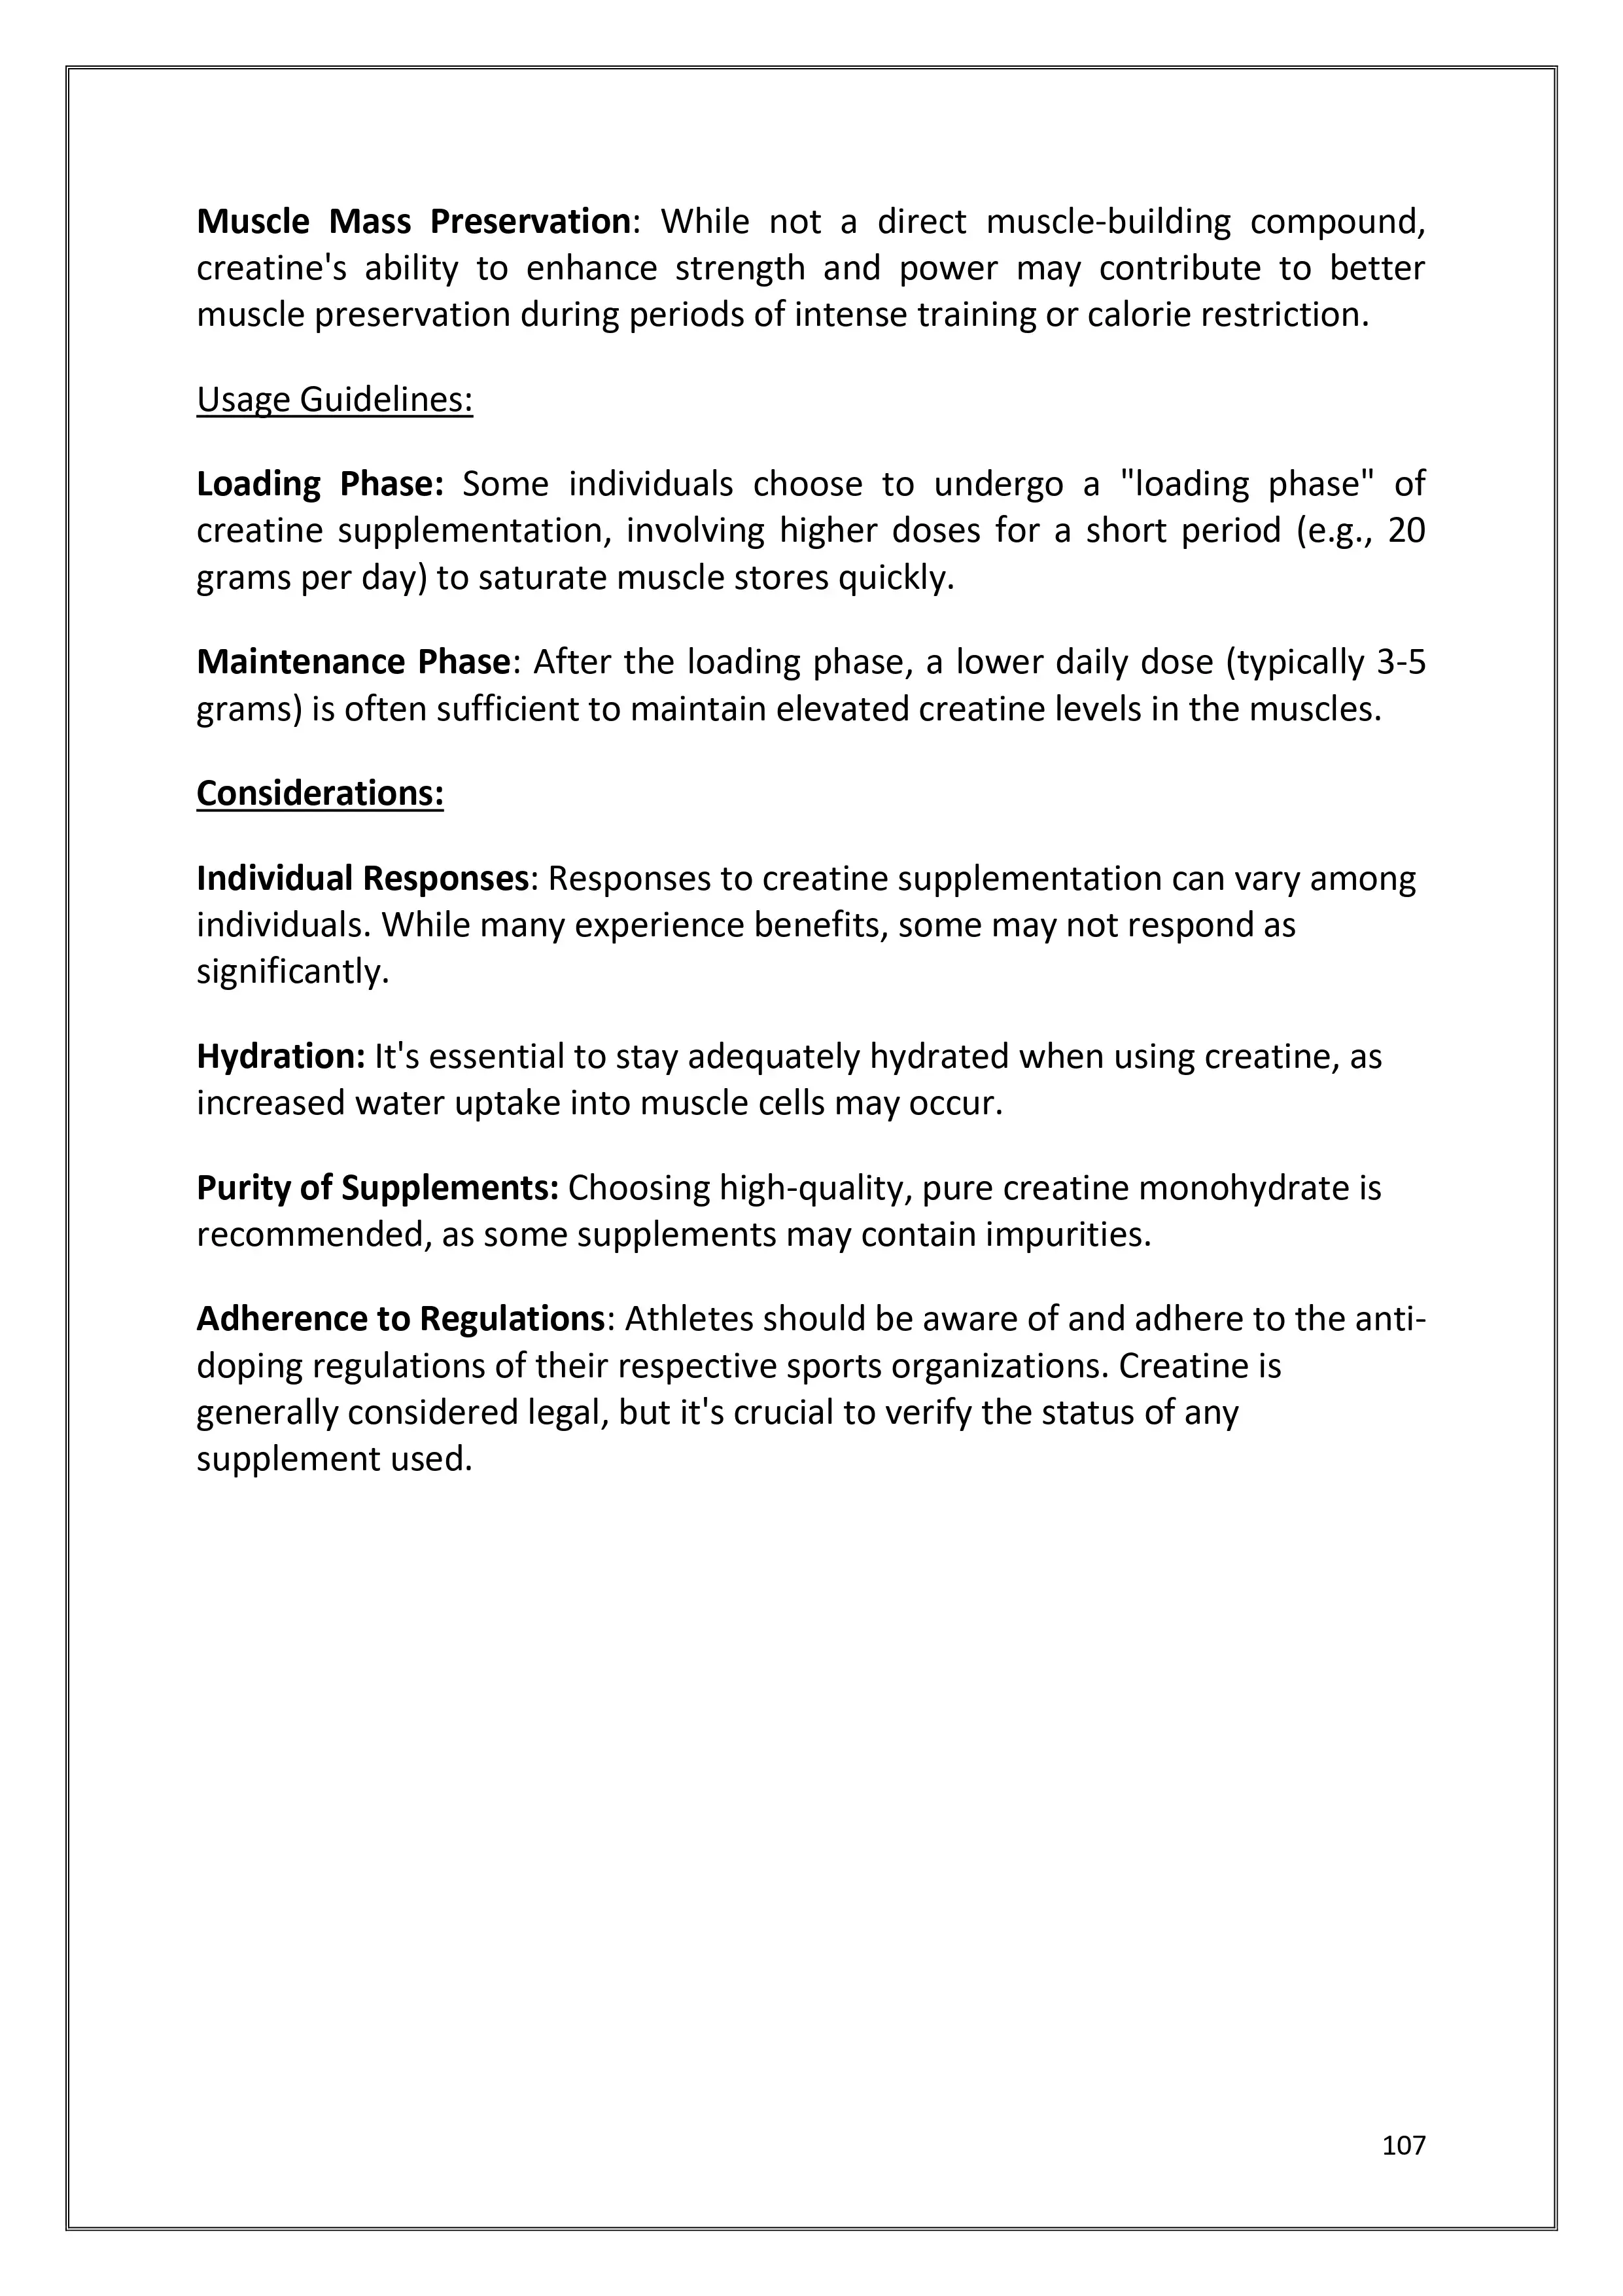 Muscle Mass Preservation: While not a direct muscle-building compound,
creatine's ability to enhance strength and power may contribute to better
muscle preservation during periods of intense training or calorie restriction.
Usage Guidelines:
Loading Phase: Some individuals choose to undergo a "loading phase" of
creatine supplementation, involving higher doses for a short period (e.g., 20
grams per day) to saturate muscle stores quickly.
Maintenance Phase: After the loading phase, a lower daily dose (typically 3-5
grams) is often sufficient to maintain elevated creatine levels in the muscles.
Considerations:
Individual Responses: Responses to creatine supplementation can vary among
individuals. While many experience benefits, some may not respond as
significantly.
Hydration: It's essential to stay adequately hydrated when using creatine, as
increased water uptake into muscle cells may occur.
Purity of Supplements: Choosing high-quality, pure creatine monohydrate is
recommended, as some supplements may contain impurities.
Adherence to Regulations: Athletes should be aware of and adhere to the anti-
doping regulations of their respective sports organizations. Creatine is
generally considered legal, but it's crucial to verify the status of any
supplement used.
107